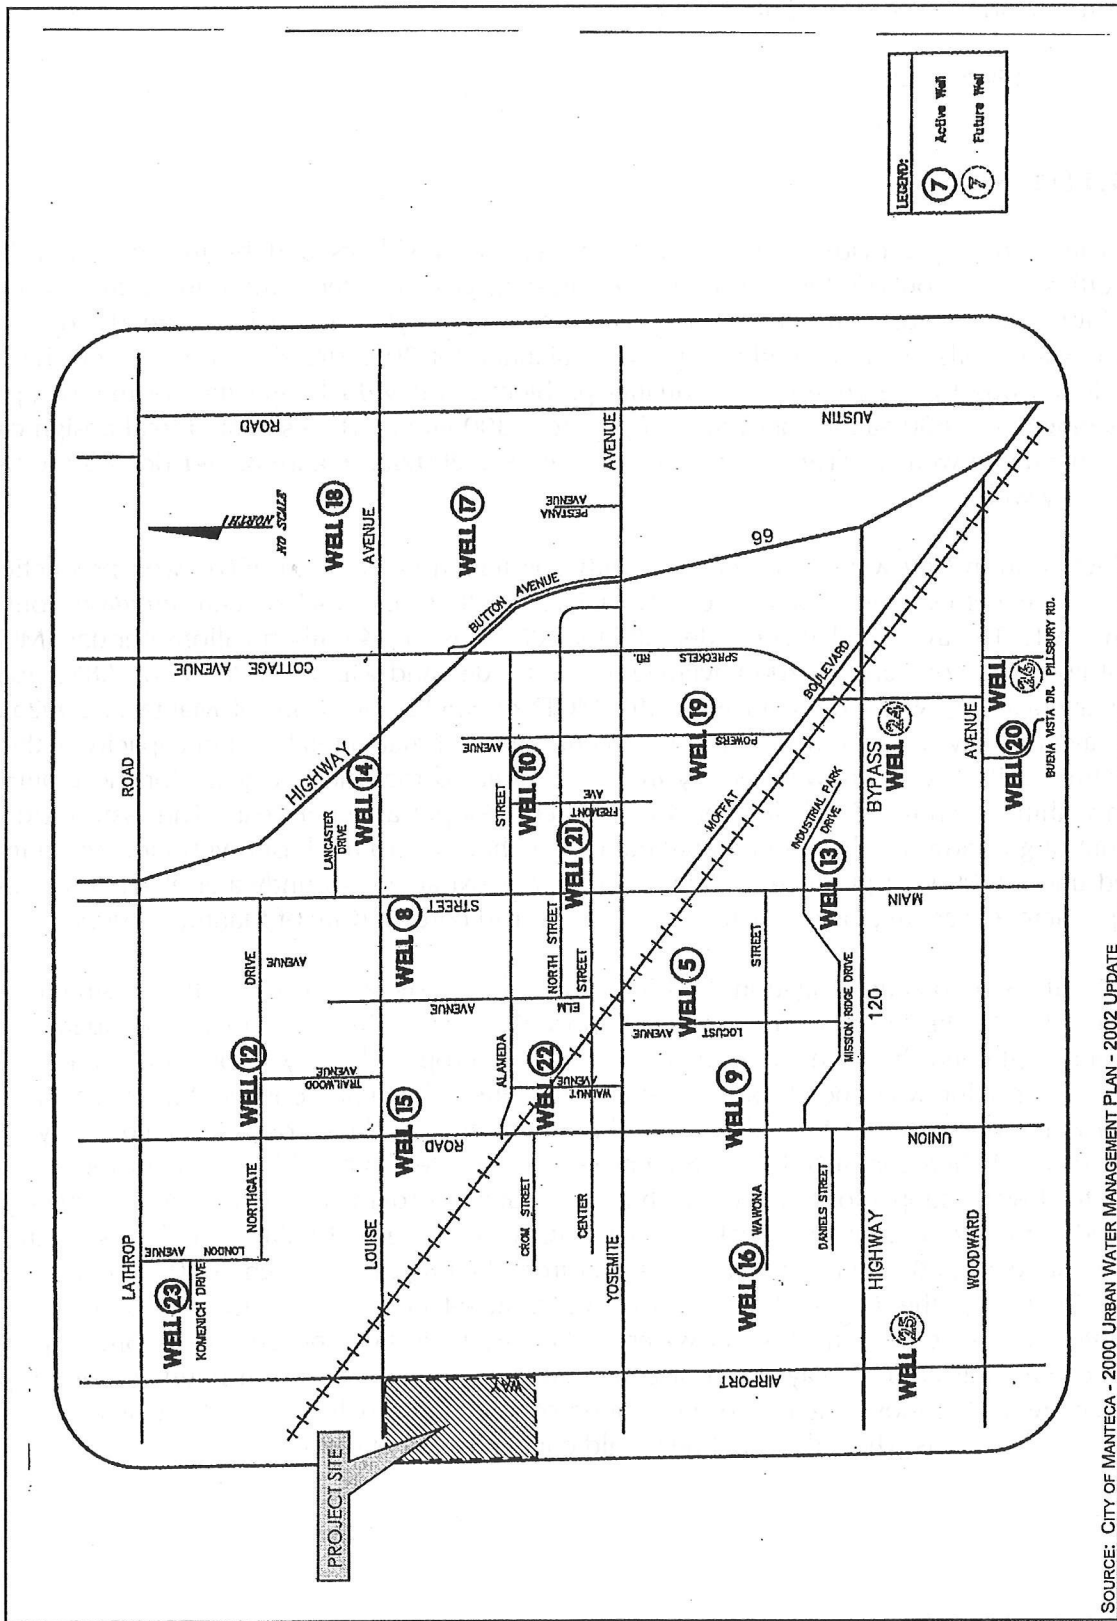 LEGEND:
7 Active Well
7 Future Well
PROJECT SITE
NORTH
NO SCALE
LATHROP
ROAD
WELL 23
KOMENICH DRIVE
LONDON
AVENUE
NORTHGATE
DRIVE
WELL 12
TRAILWOOD
AVENUE
AVENUE
LANCASTER
DRIVE
HIGHWAY
WELL 14
COTTAGE
AVENUE
WELL 18
ROAD
LOUISE
AVENUE
WELL 15
WELL 8
STREET
AVENUE
BUTTON AVENUE
WELL 17
PESTANA
AVENUE
WAY
ROAD
ALAMEDA
STREET
AVENUE
CROM STREET
WELL 22
WALNUT
AVENUE
ELM
NORTH STREET
WELL 21
WELL 10
FREMONT
AVE
CENTER
STREET
YOSEMITE
AVENUE
WELL 5
WELL 19
POWERS
SPRECKELS
RD.
99
AIRPORT
WELL 16
WAWONA
STREET
WELL 9
LOCUST
AVENUE
MOFFAT
BOULEVARD
AUSTIN
DANIELS STREET
MISSION RIDGE DRIVE
WELL 13
INDUSTRIAL PARK
DRIVE
HIGHWAY
120
BYPASS
WELL 24
WELL 25
UNION
MAIN
WOODWARD
AVENUE
WELL 20
WELL 26
BUENA VISTA DR.
PILLSBURY RD.
SOURCE: CITY OF MANTECA - 2000 URBAN WATER MANAGEMENT PLAN - 2002 UPDATE